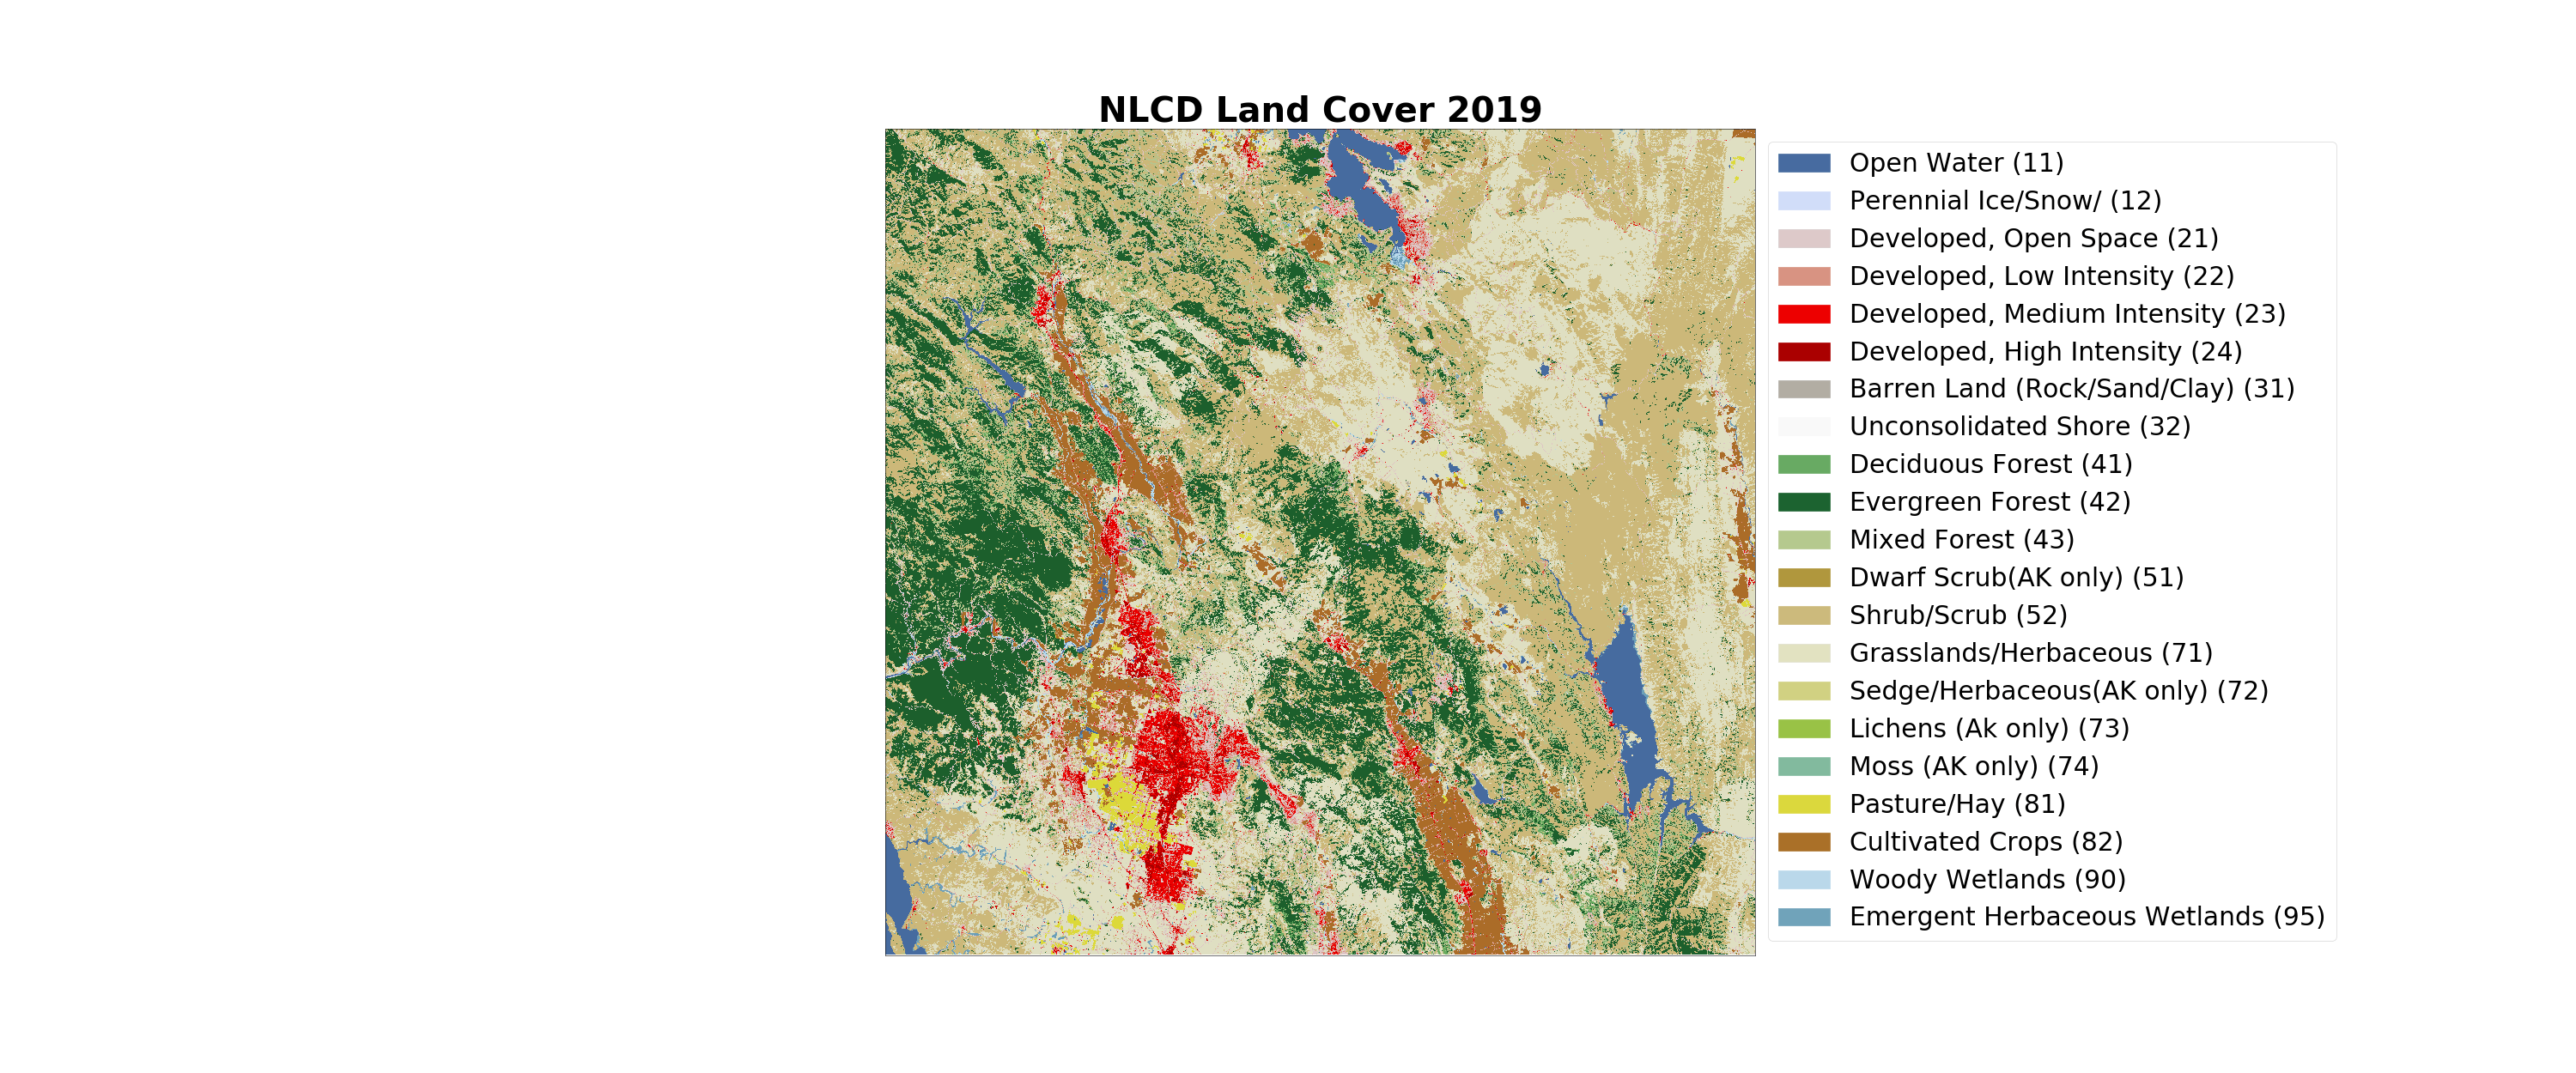 NLCD Land Cover 2019
Open Water (11)
Perennial Ice/Snow/ (12)
Developed, Open Space (21)
Developed, Low Intensity (22)
Developed, Medium Intensity (23)
Developed, High Intensity (24)
Barren Land (Rock/Sand/Clay) (31)
Unconsolidated Shore (32)
Deciduous Forest (41)
Evergreen Forest (42)
Mixed Forest (43)
Dwarf Scrub(AK only) (51)
Shrub/Scrub (52)
Grasslands/Herbaceous (71)
Sedge/Herbaceous(AK only) (72)
Lichens (Ak only) (73)
Moss (AK only) (74)
Pasture/Hay (81)
Cultivated Crops (82)
Woody Wetlands (90)
Emergent Herbaceous Wetlands (95)